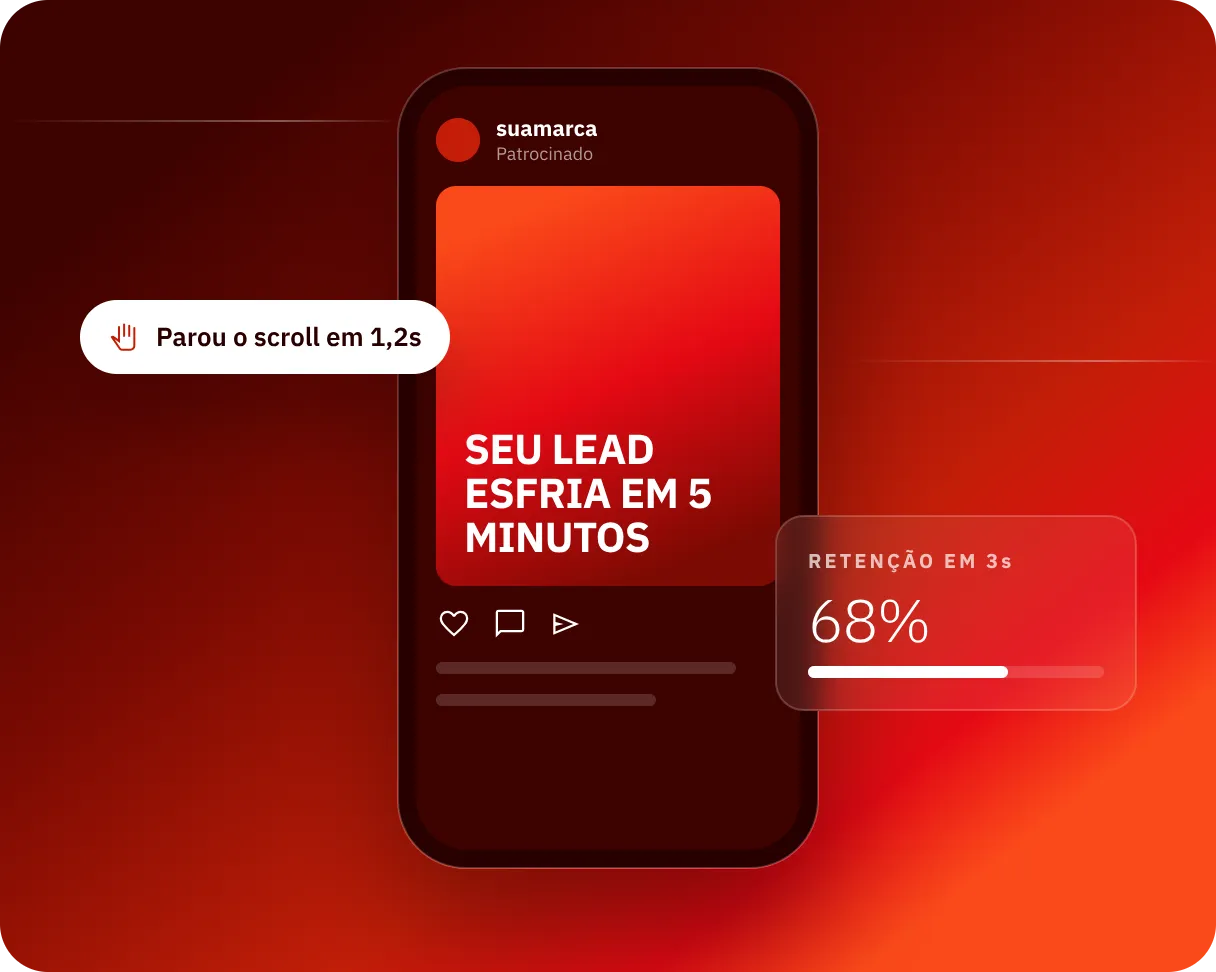 suamarca
Patrocinado
Parou o scroll em 1,2s
SEU LEAD
ESFRIA EM 5
MINUTOS
RETENÇÃO EM 3s
68%